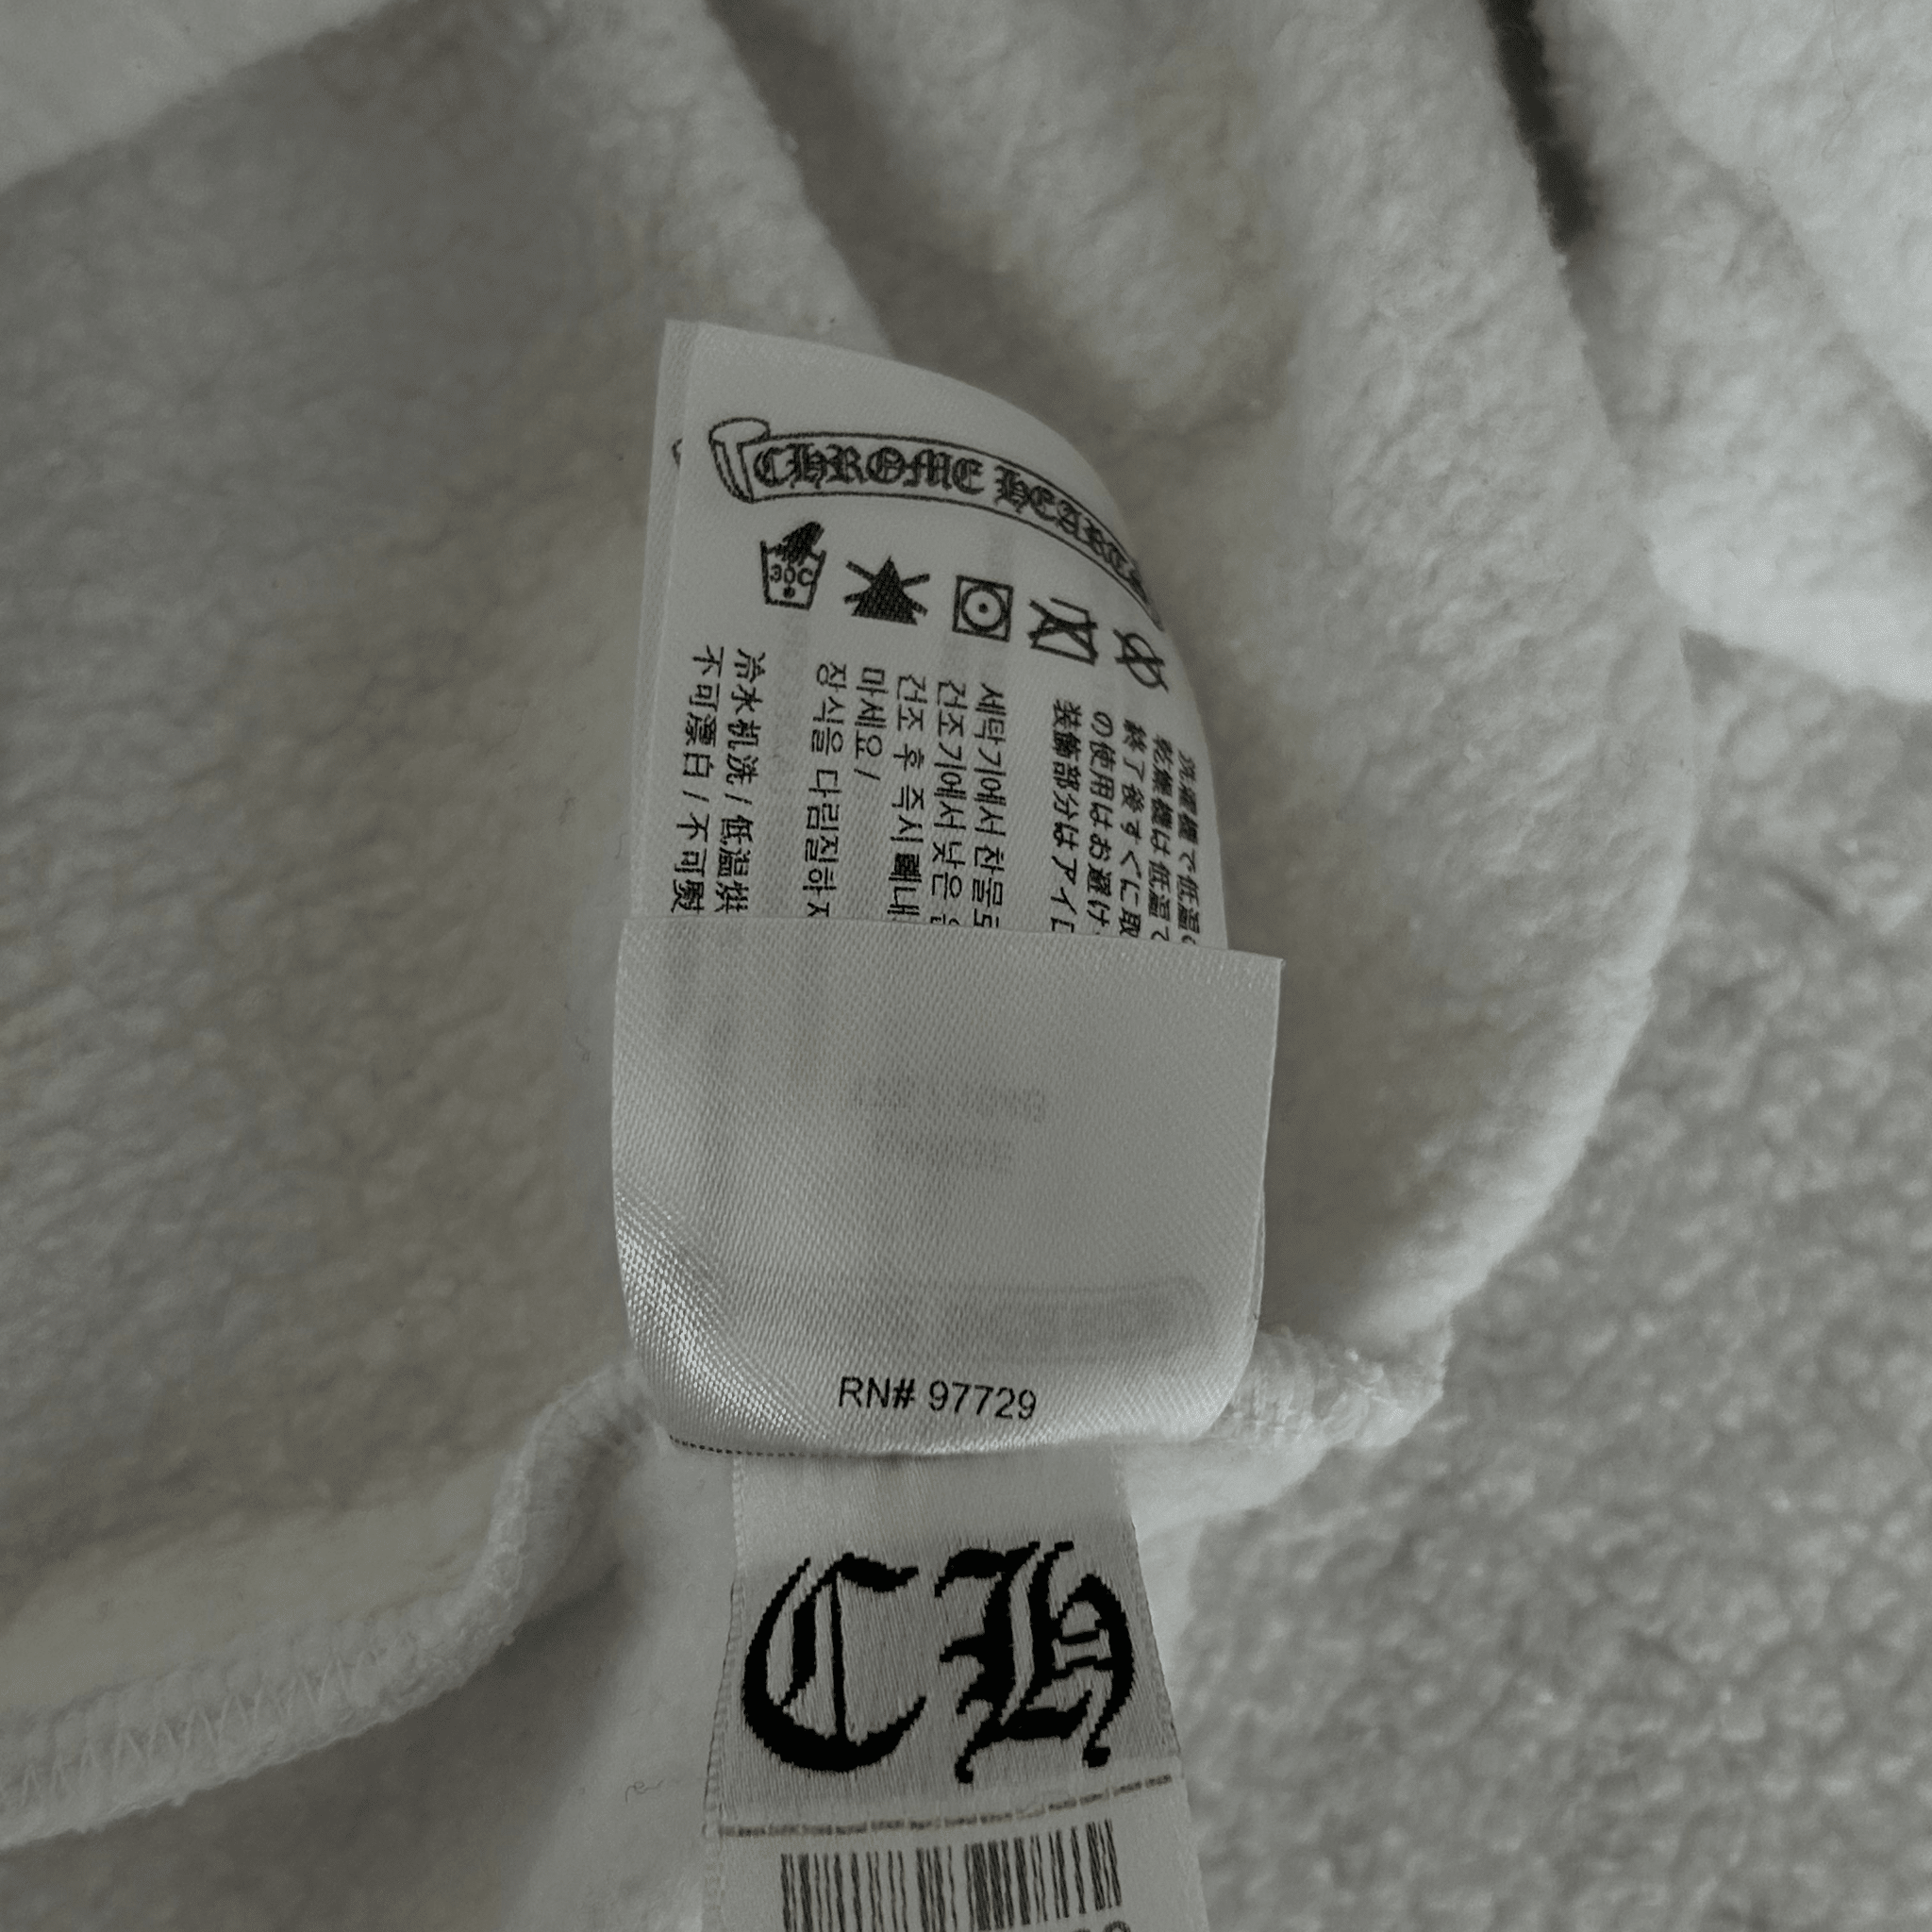 CHROME HEARTS
30C
洗濯機で低温
乾燥機は低温で
終了後すぐに取
の使用はお避け
装飾部分はアイロ
세탁기에서 찬물로
건조기에서 낮은
건조 후 즉시 빼내
마세요 /
장식을 다림질하지
冷水机洗 / 低温烘
不可漂白 / 不可熨
RN# 97729
CH